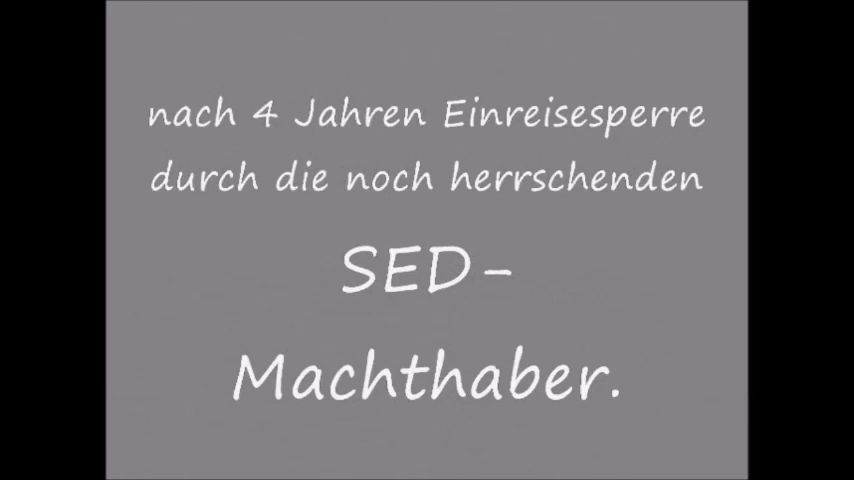 nach 4 Jahren Einreisesperre
durch die noch herrschenden
SED-
Machthaber.